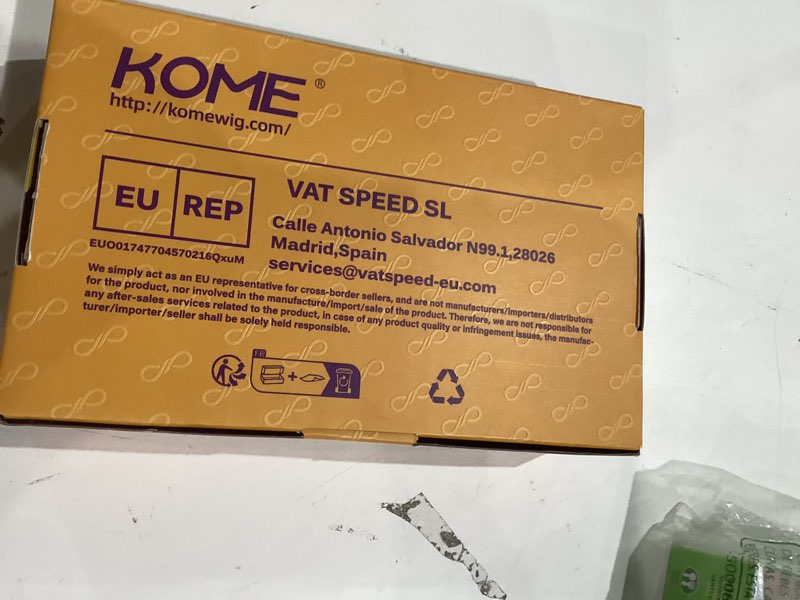 KOME®
http://komewig.com/
EU REP
EUO01747704570216QxuM
VAT SPEED SL
Calle Antonio Salvador N99.1,28026
Madrid,Spain
services@vatspeed-eu.com
We simply act as an EU representative for cross-border sellers, and are not manufacturers/importers/distributors
for the product, nor involved in the manufacture/import/sale of the product. Therefore, we are not responsible for
any after-sales services related to the product, in case of any product quality or infringement issues, the manufac-
turer/importer/seller shall be solely held responsible.
FR
+